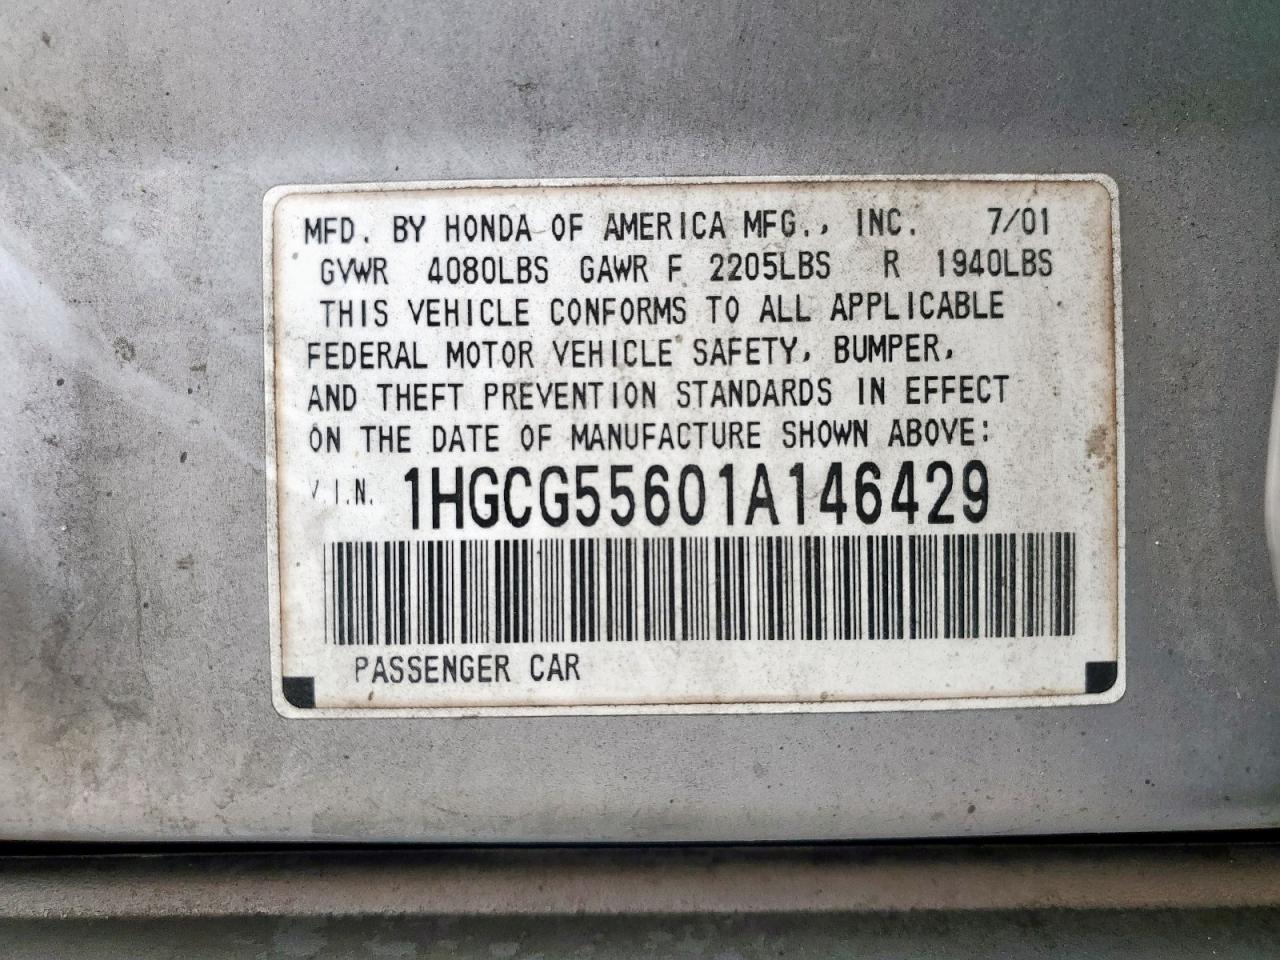 MFD. BY HONDA OF AMERICA MFG., INC. 7/01
GVWR 4080LBS GAWR F 2205LBS R 1940LBS
THIS VEHICLE CONFORMS TO ALL APPLICABLE
FEDERAL MOTOR VEHICLE SAFETY, BUMPER,
AND THEFT PREVENTION STANDARDS IN EFFECT
ON THE DATE OF MANUFACTURE SHOWN ABOVE:
V.I.N. 1HGCG55601A146429
PASSENGER CAR